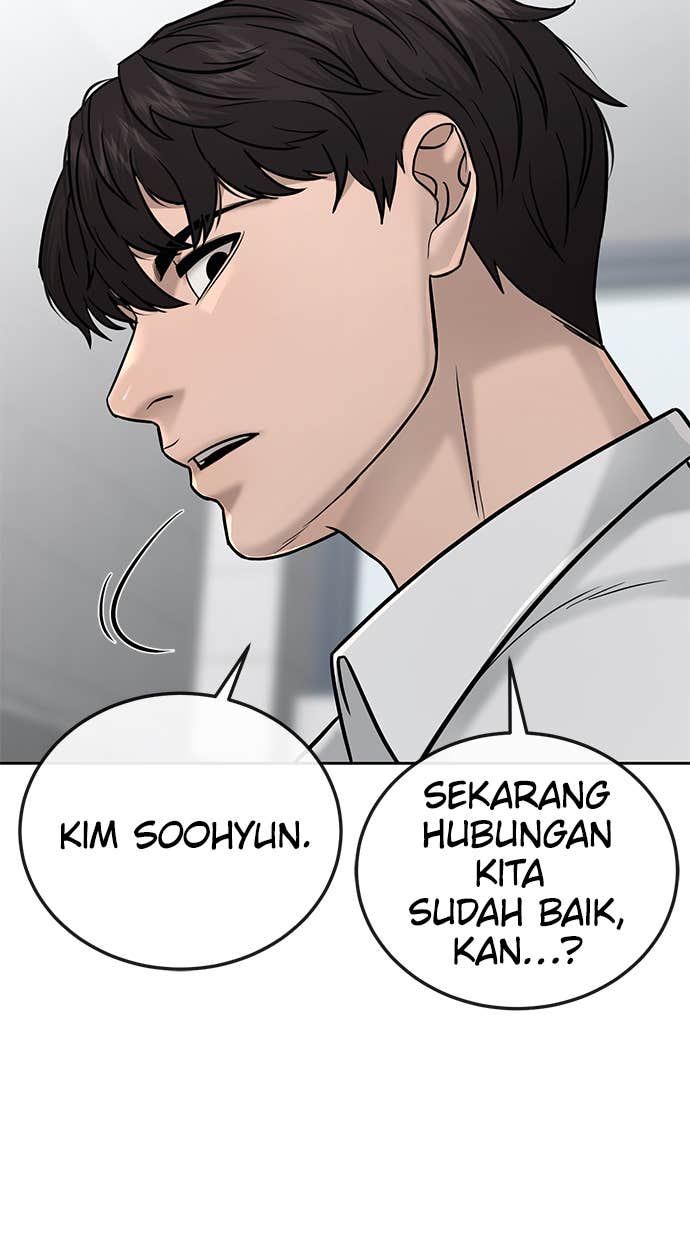 KIM SOOHYUN.
SEKARANG
HUBUNGAN
KITA
SUDAH BAIK,
KAN...?